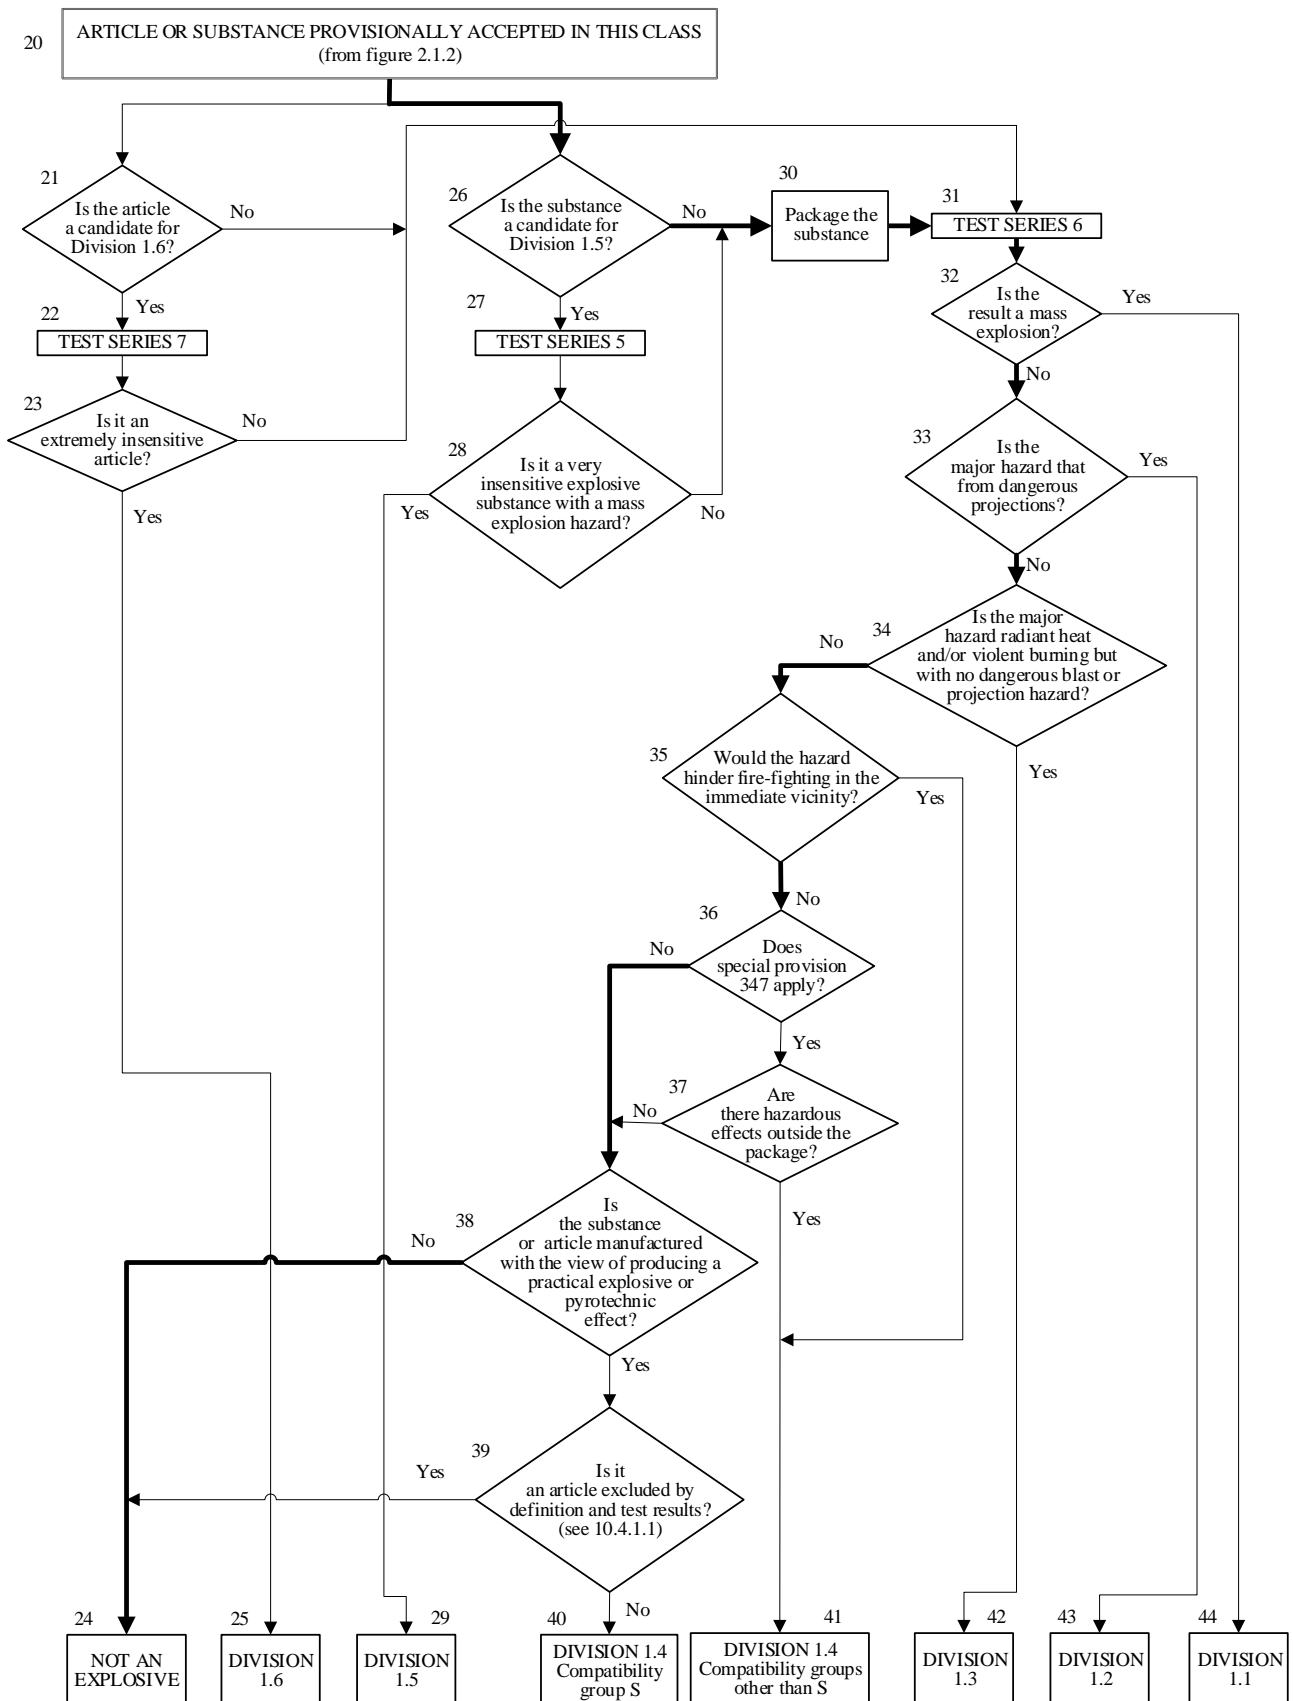 20
ARTICLE OR SUBSTANCE PROVISIONALLY ACCEPTED IN THIS CLASS
(from figure 2.1.2)
21
Is the article
a candidate for
Division 1.6?
No
Yes
22
TEST SERIES 7
23
Is it an
extremely insensitive
article?
No
Yes
26
Is the substance
a candidate for
Division 1.5?
No
Yes
27
TEST SERIES 5
28
Is it a very
insensitive explosive
substance with a mass
explosion hazard?
Yes
No
30
Package the
substance
31
TEST SERIES 6
32
Is the
result a mass
explosion?
Yes
No
33
Is the
major hazard that
from dangerous
projections?
Yes
No
34
Is the major
hazard radiant heat
and/or violent burning but
with no dangerous blast or
projection hazard?
No
Yes
35
Would the hazard
hinder fire-fighting in the
immediate vicinity?
Yes
No
36
Does
special provision
347 apply?
No
Yes
37
Are
there hazardous
effects outside the
package?
No
Yes
38
Is
the substance
or article manufactured
with the view of producing a
practical explosive or
pyrotechnic
effect?
No
Yes
39
Is it
an article excluded by
definition and test results?
(see 10.4.1.1)
Yes
No
24
NOT AN
EXPLOSIVE
25
DIVISION
1.6
29
DIVISION
1.5
40
DIVISION 1.4
Compatibility
group S
41
DIVISION 1.4
Compatibility groups
other than S
42
DIVISION
1.3
43
DIVISION
1.2
44
DIVISION
1.1